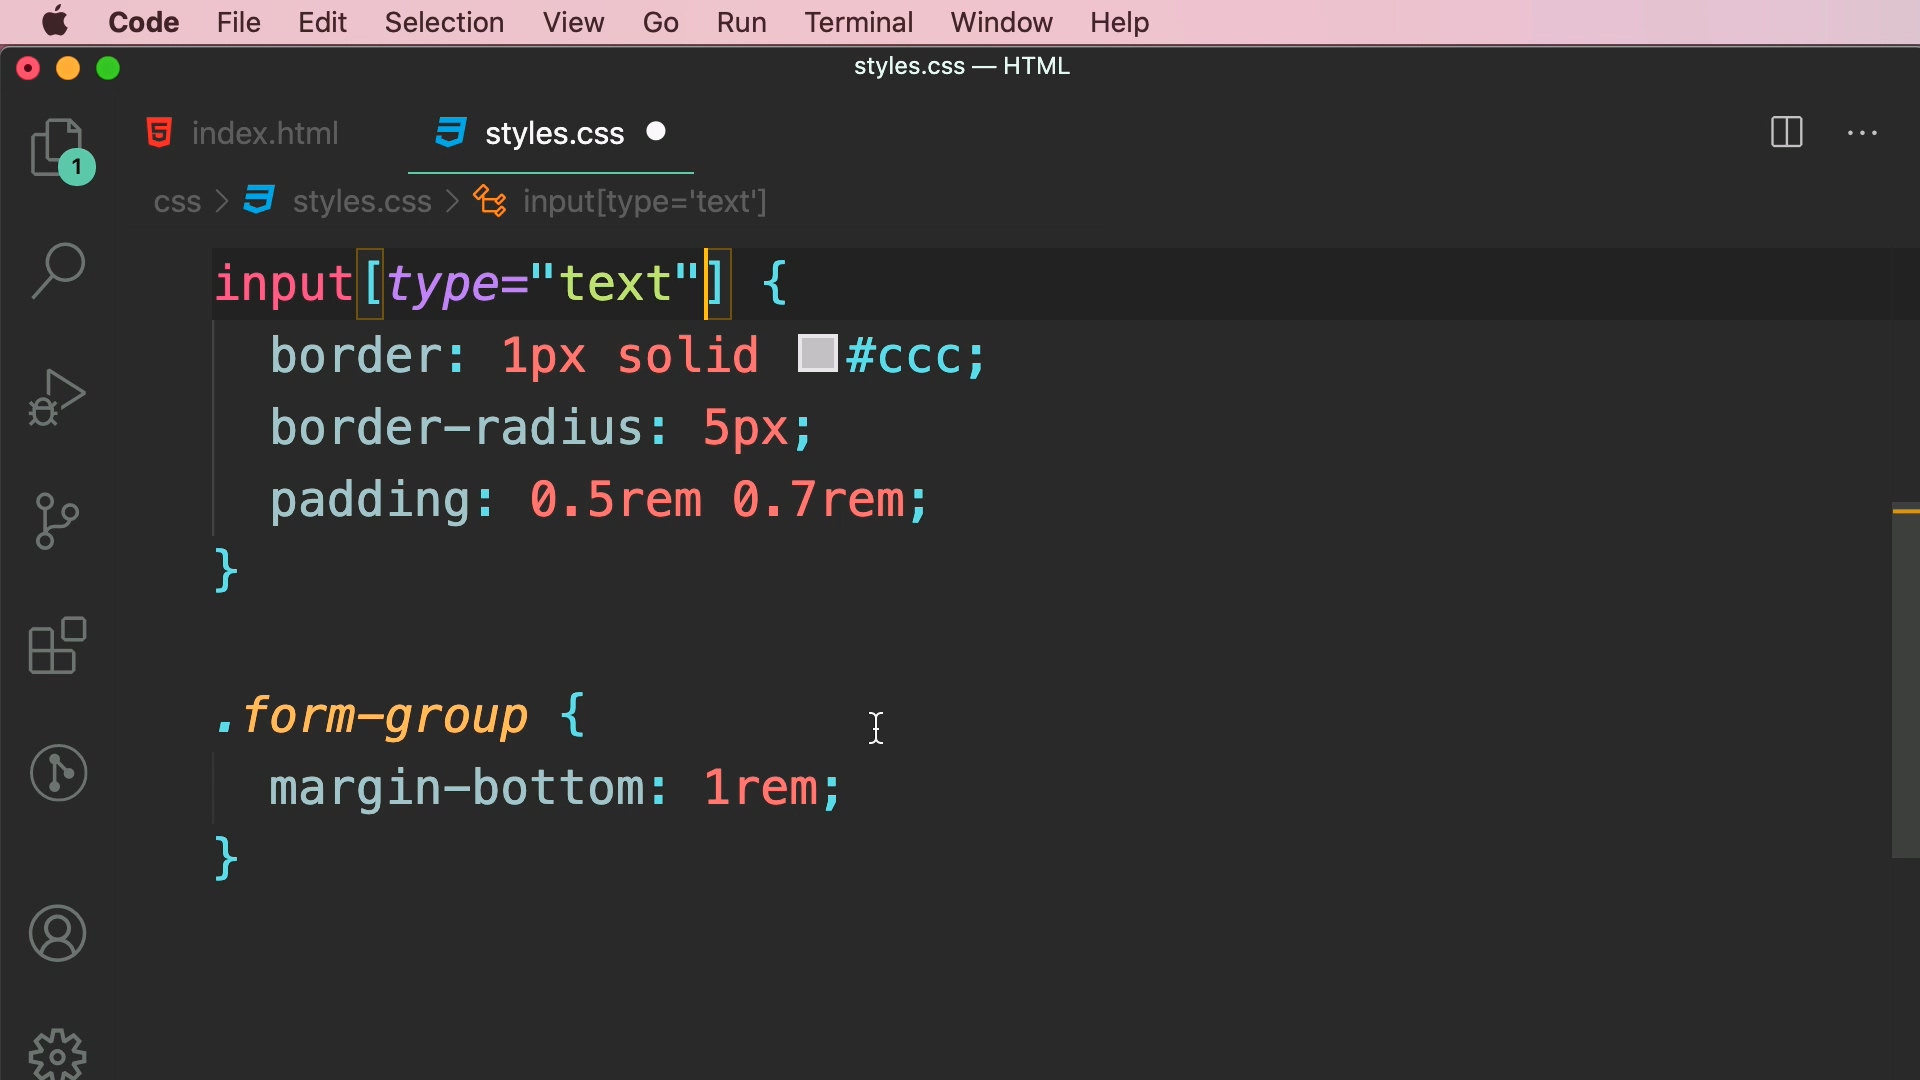 Code File Edit Selection View Go Run Terminal Window Help
styles.css — HTML
index.html styles.css
1
css > styles.css > input[type='text']
input[type="text"] {
border: 1px solid #ccc;
border-radius: 5px;
padding: 0.5rem 0.7rem;
}
.form-group {
margin-bottom: 1rem;
}